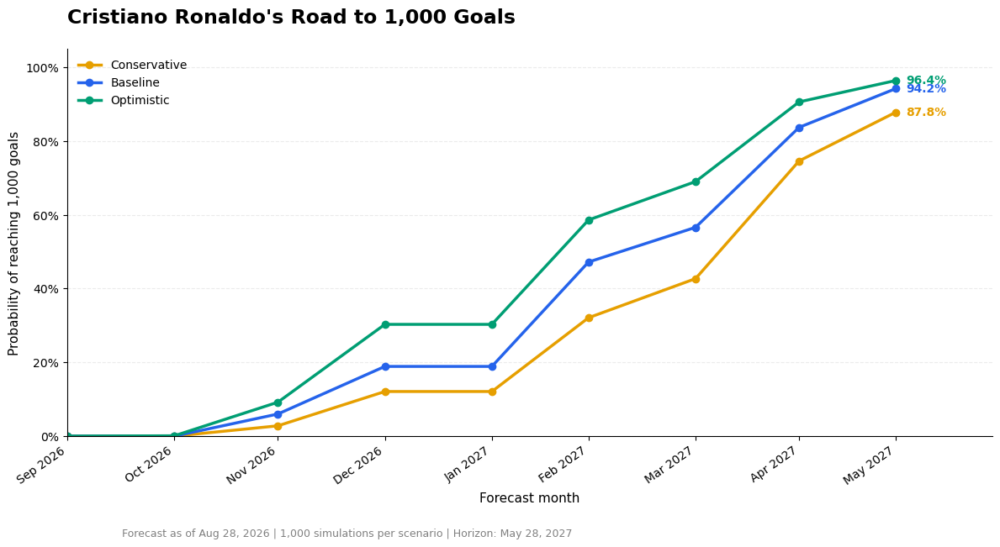 Cristiano Ronaldo's Road to 1,000 Goals
Conservative
Baseline
Optimistic
100%
80%
60%
40%
20%
0%
Probability of reaching 1,000 goals
96.4%
94.2%
87.8%
Sep 2026
Oct 2026
Nov 2026
Dec 2026
Jan 2027
Feb 2027
Mar 2027
Apr 2027
May 2027
Forecast month
Forecast as of Aug 28, 2026 | 1,000 simulations per scenario | Horizon: May 28, 2027